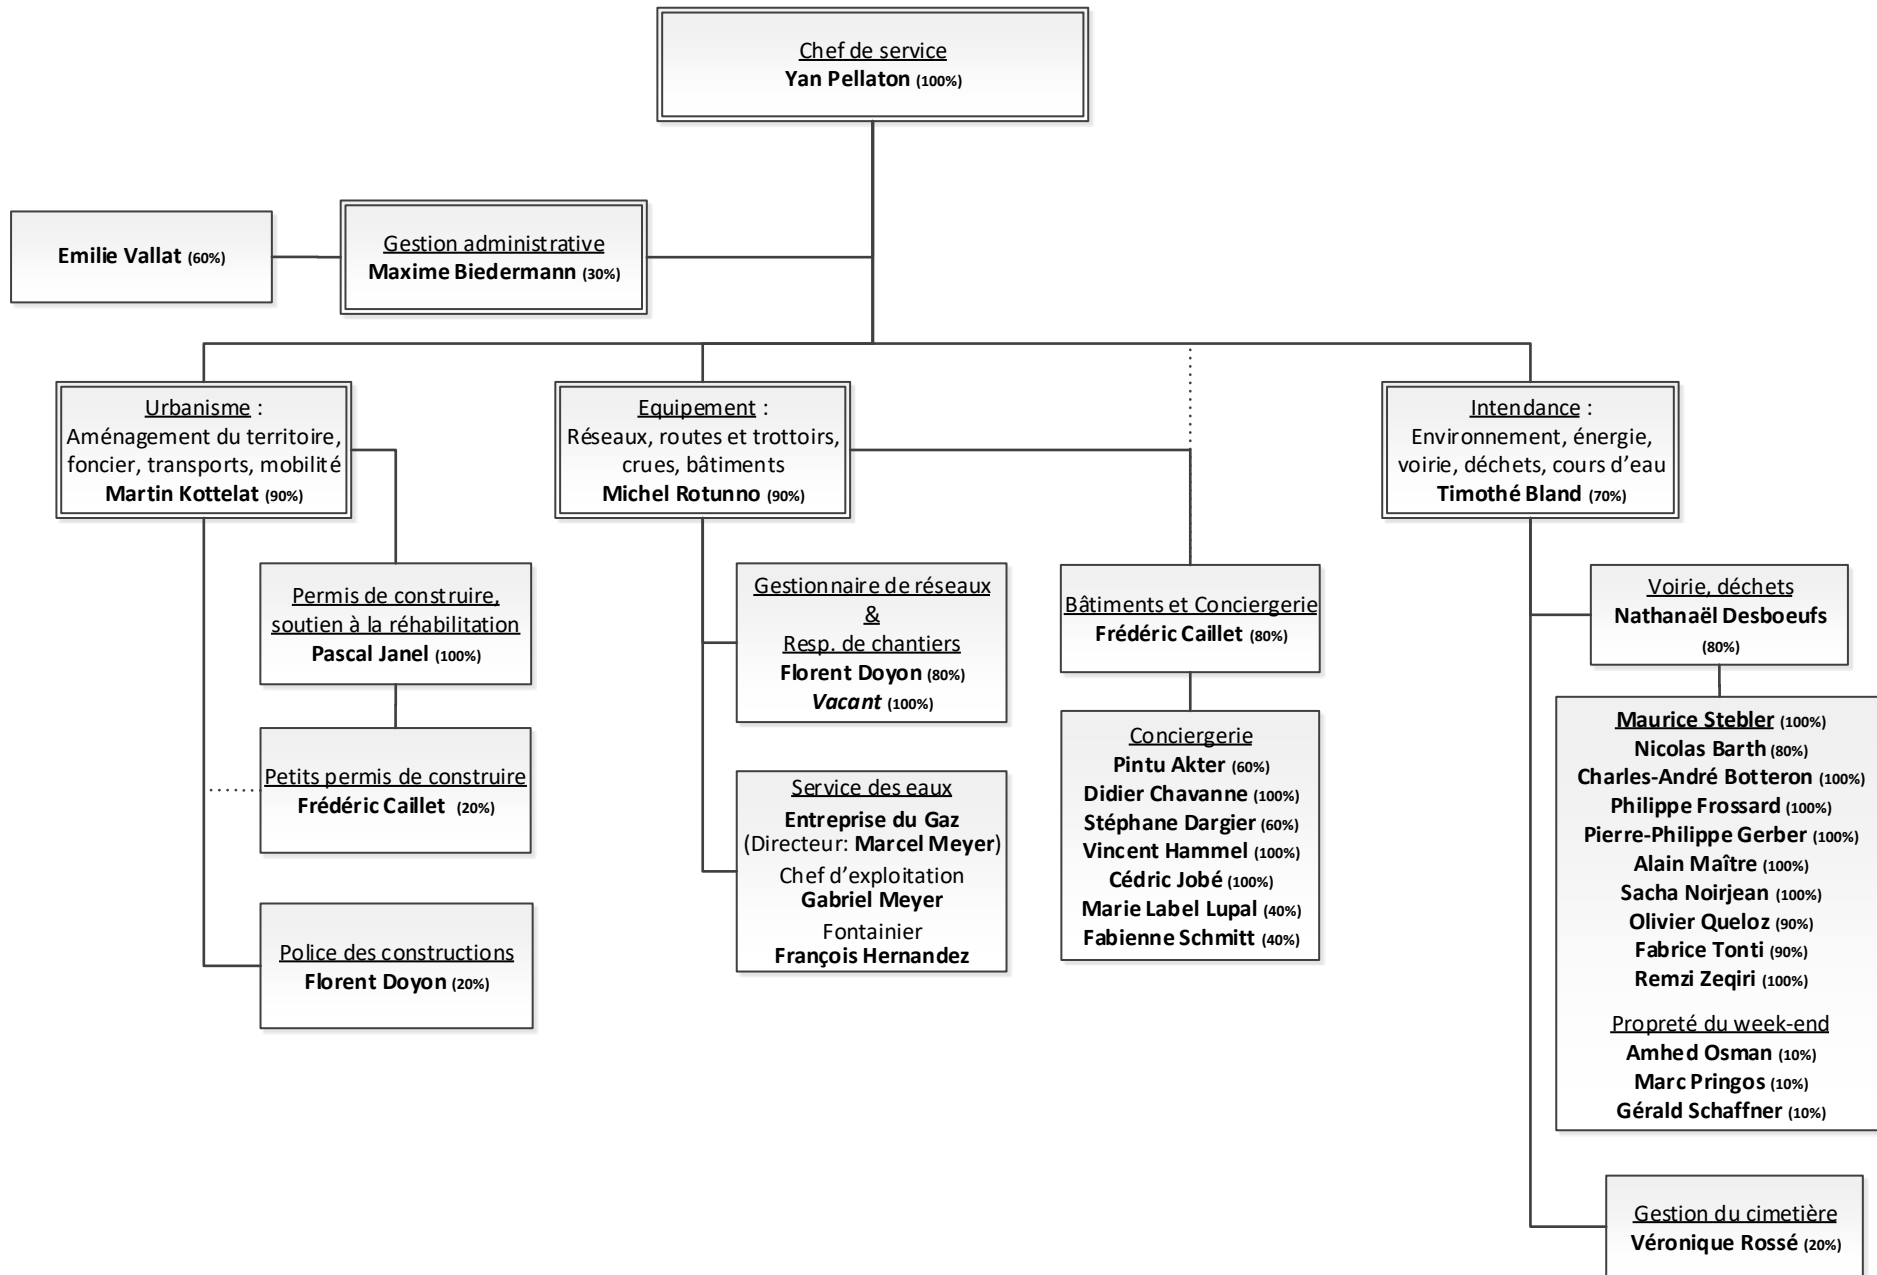 Chef de service
Yan Pellaton (100%)
Emilie Vallat (60%)
Gestion administrative
Maxime Biedermann (30%)
Urbanisme :
Aménagement du territoire,
foncier, transports, mobilité
Martin Kottelat (90%)
Equipement :
Réseaux, routes et trottoirs,
crues, bâtiments
Michel Rotunno (90%)
Intendance :
Environnement, énergie,
voirie, déchets, cours d’eau
Timothé Bland (70%)
Permis de construire,
soutien à la réhabilitation
Pascal Janel (100%)
Petits permis de construire
Frédéric Caillet (20%)
Police des constructions
Florent Doyon (20%)
Gestionnaire de réseaux
&
Resp. de chantiers
Florent Doyon (80%)
Vacant (100%)
Service des eaux
Entreprise du Gaz
(Directeur: Marcel Meyer)
Chef d’exploitation
Gabriel Meyer
Fontainier
François Hernandez
Bâtiments et Conciergerie
Frédéric Caillet (80%)
Conciergerie
Pintu Akter (60%)
Didier Chavanne (100%)
Stéphane Dargier (60%)
Vincent Hammel (100%)
Cédric Jobé (100%)
Marie Label Lupal (40%)
Fabienne Schmitt (40%)
Voirie, déchets
Nathanaël Desboeufs
(80%)
Maurice Stebler (100%)
Nicolas Barth (80%)
Charles-André Botteron (100%)
Philippe Frossard (100%)
Pierre-Philippe Gerber (100%)
Alain Maître (100%)
Sacha Noirjean (100%)
Olivier Queloz (90%)
Fabrice Tonti (90%)
Remzi Zeqiri (100%)
Propreté du week-end
Amhed Osman (10%)
Marc Pringos (10%)
Gérald Schaffner (10%)
Gestion du cimetière
Véronique Rossé (20%)